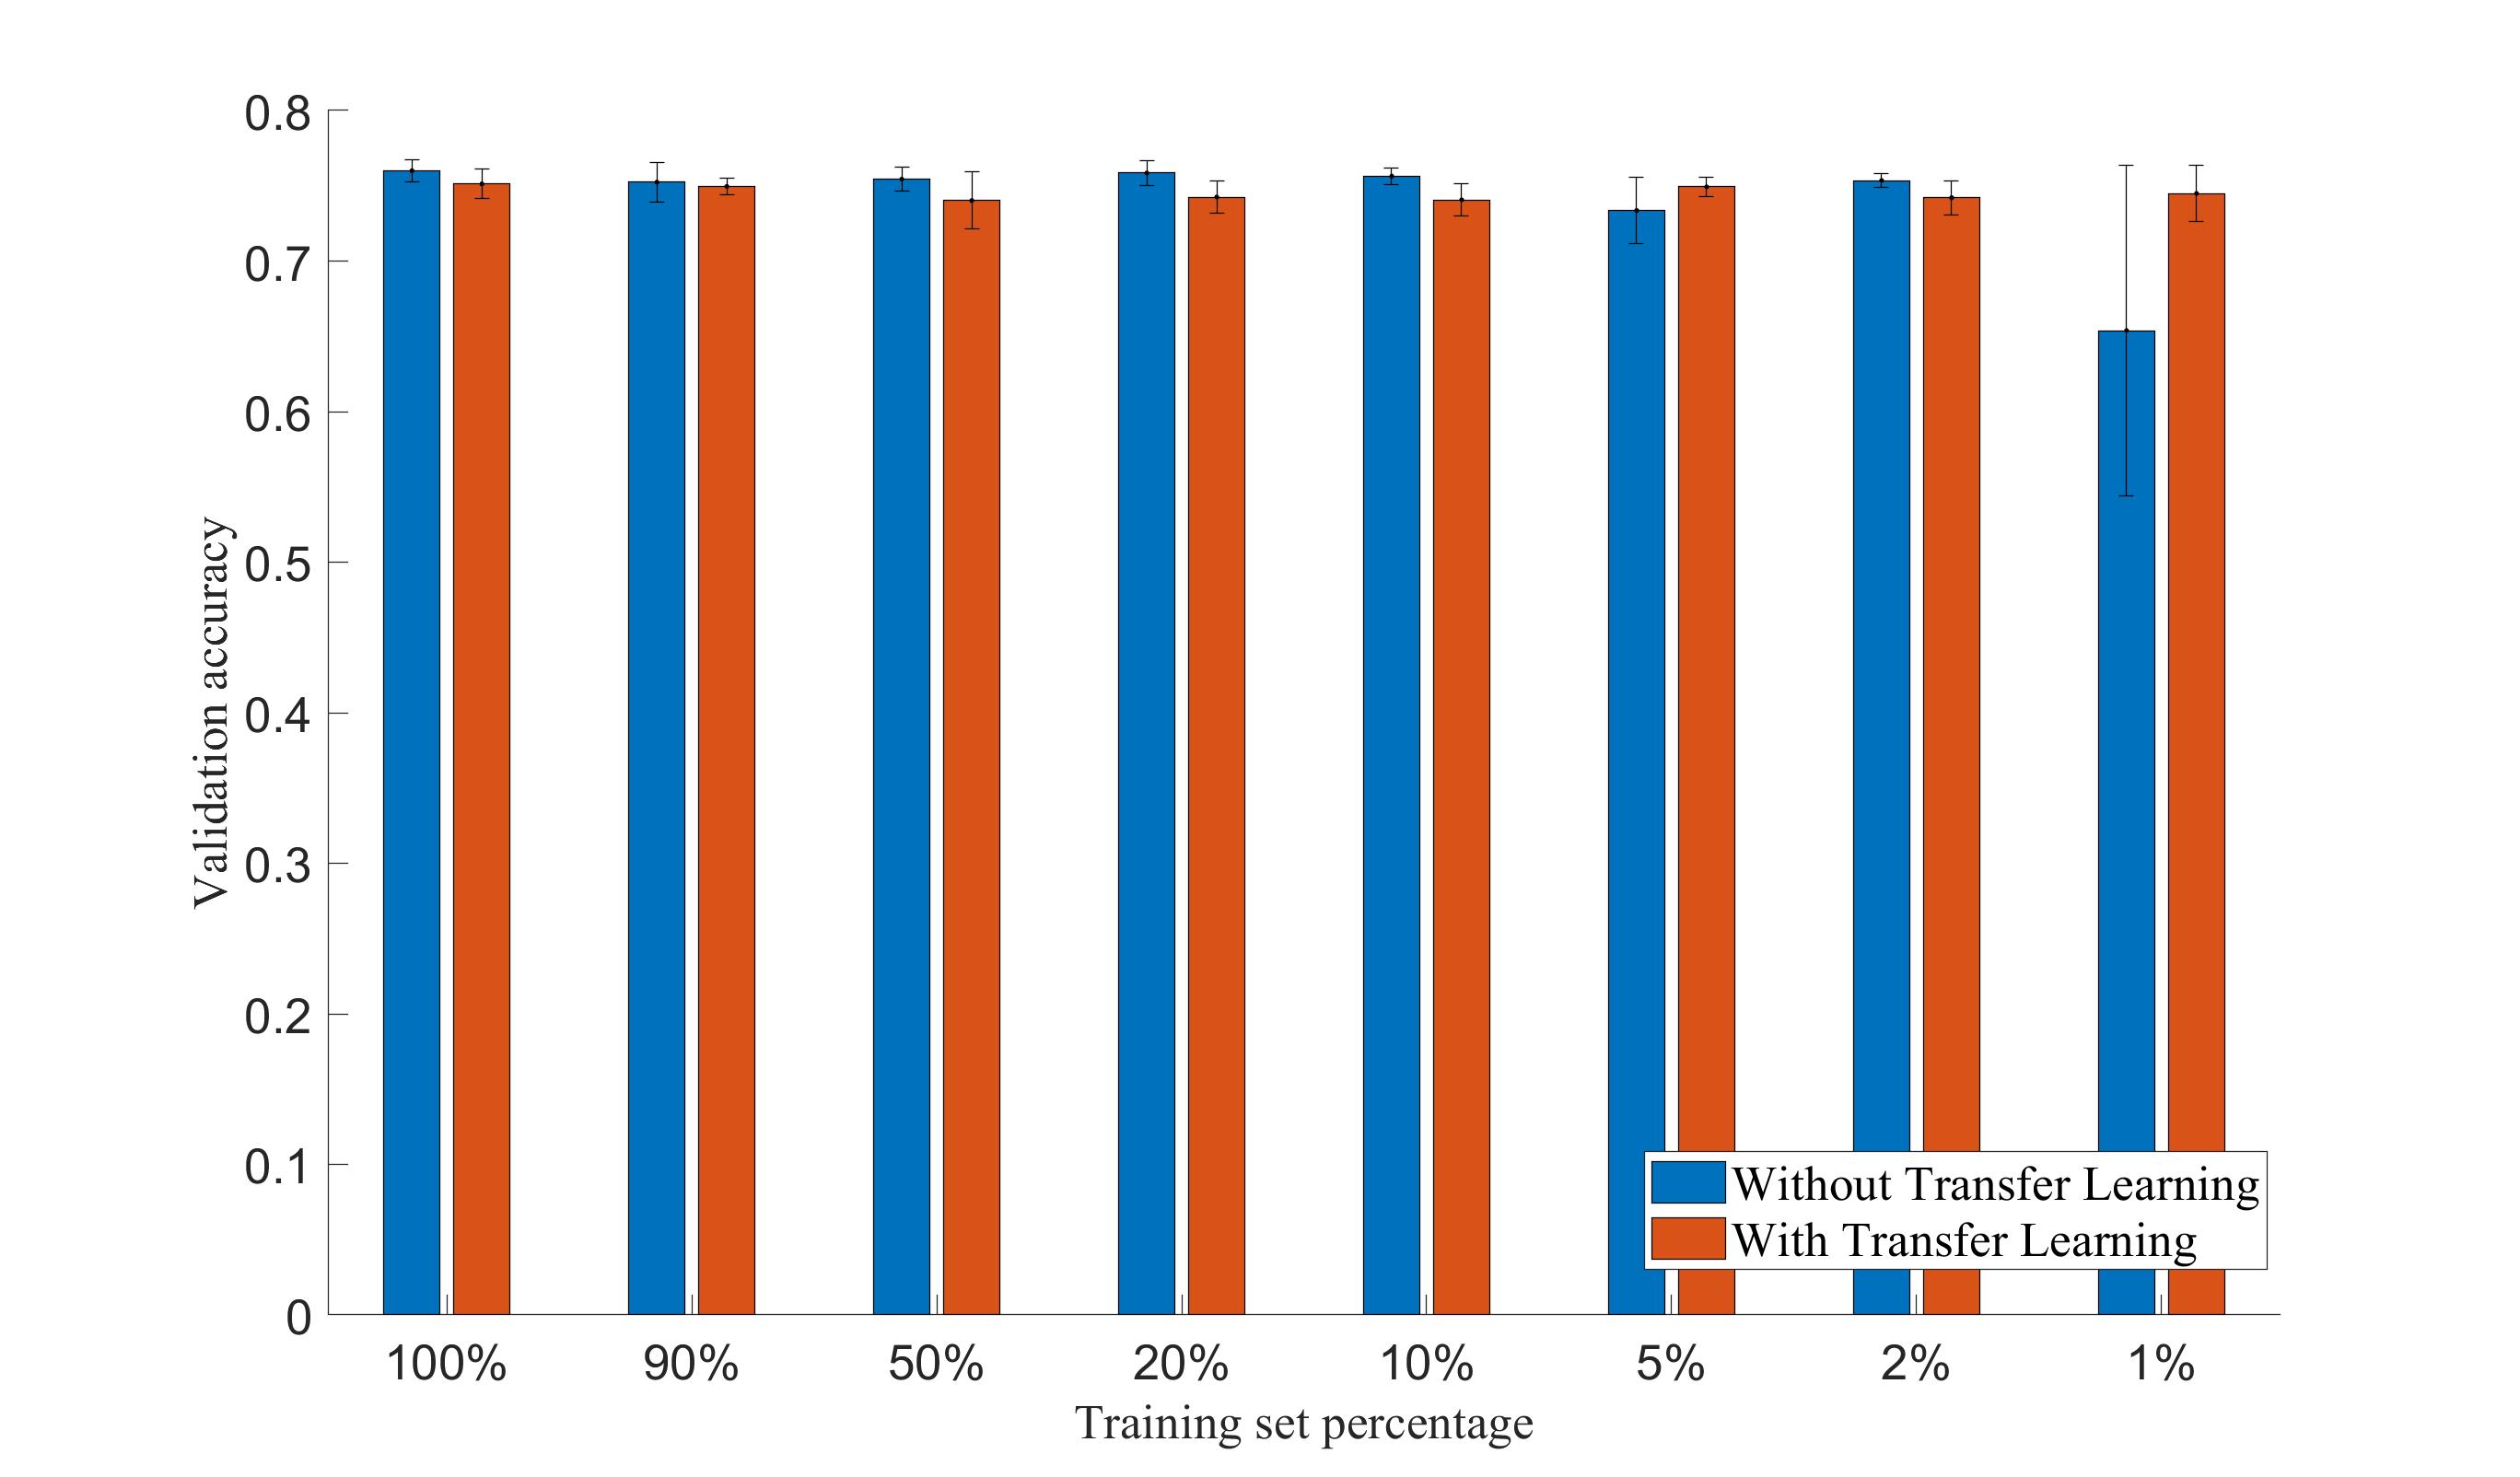 0.8
0.7
0.6
0.5
0.4
0.3
0.2
0.1
0
Validation accuracy
Without Transfer Learning
With Transfer Learning
100% 90% 50% 20% 10% 5% 2% 1%
Training set percentage